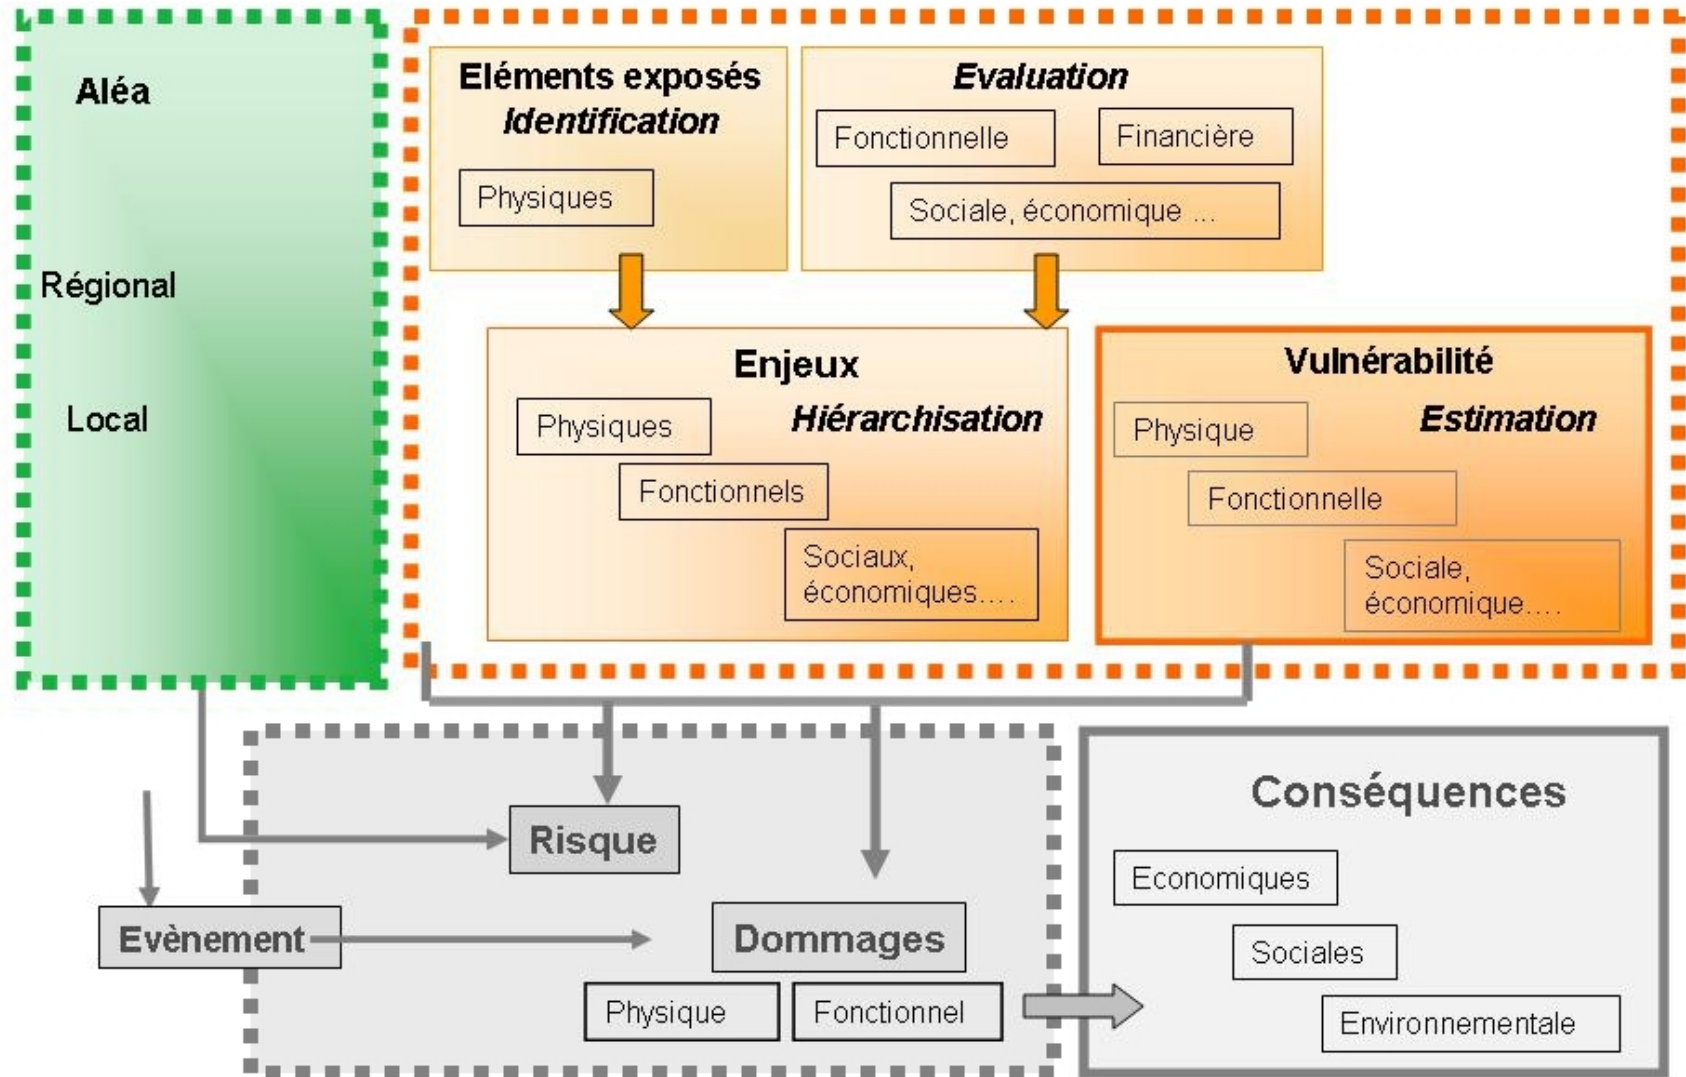 Aléa
Régional
Local
Eléments exposés
Identification
Physiques
Evaluation
Fonctionnelle
Financière
Sociale, économique ...
Enjeux
Hiérarchisation
Physiques
Fonctionnels
Sociaux,
économiques....
Vulnérabilité
Estimation
Physique
Fonctionnelle
Sociale,
économique....
Risque
Evènement
Dommages
Physique
Fonctionnel
Conséquences
Economiques
Sociales
Environnementale